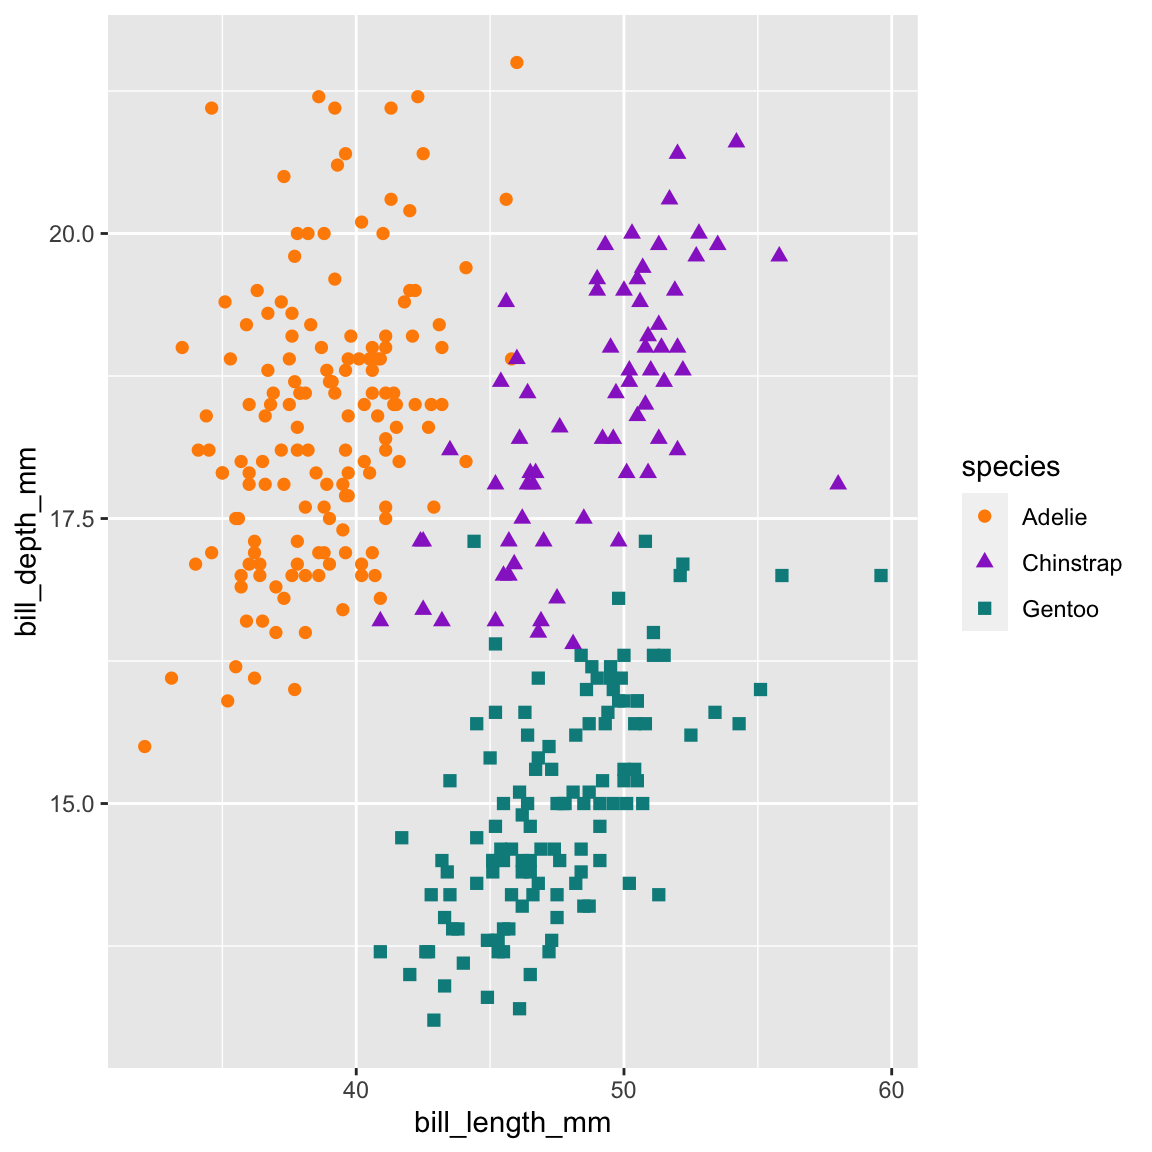 20.0
17.5
15.0
bill_depth_mm
40
50
60
bill_length_mm
species
Adelie
Chinstrap
Gentoo